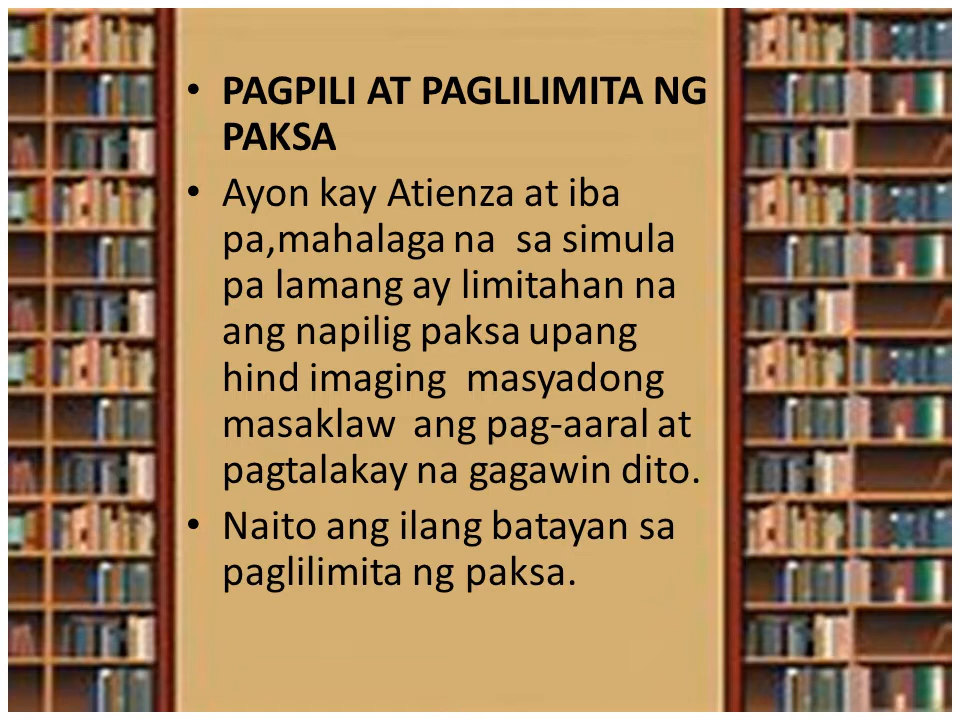 • PAGPILI AT PAGLILIMITA NG
PAKSA
• Ayon kay Atienza at iba
pa,mahalaga na  sa simula
pa lamang ay limitahan na
ang napilig paksa upang
hind imaging  masyadong
masaklaw  ang pag-aaral at
pagtalakay na gagawin dito.
• Naito ang ilang batayan sa
paglilimita ng paksa.